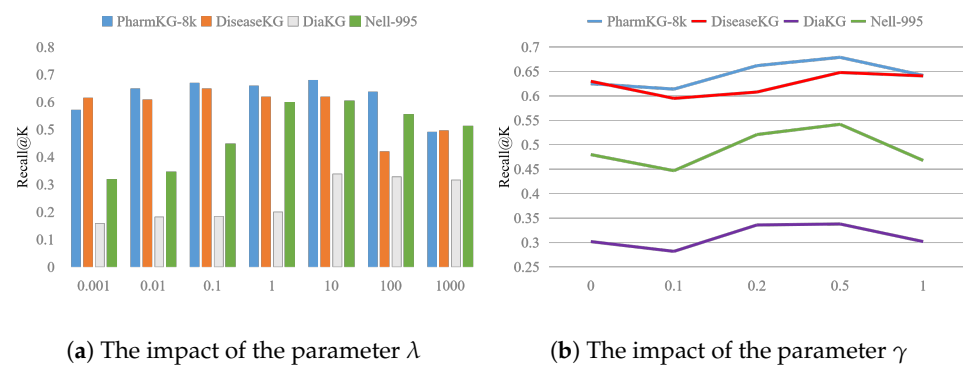 PharmKG-8k DiseaseKG DiaKG Nell-995
0.8
0.7
0.6
0.5
0.4
0.3
0.2
0.1
0
Recall@K
0.001 0.01 0.1 1 10 100 1000
(a) The impact of the parameter λ
PharmKG-8k DiseaseKG DiaKG Nell-995
0.7
0.65
0.6
0.55
0.5
0.45
0.4
0.35
0.3
0.25
Recall@K
0 0.1 0.2 0.5 1
(b) The impact of the parameter γ